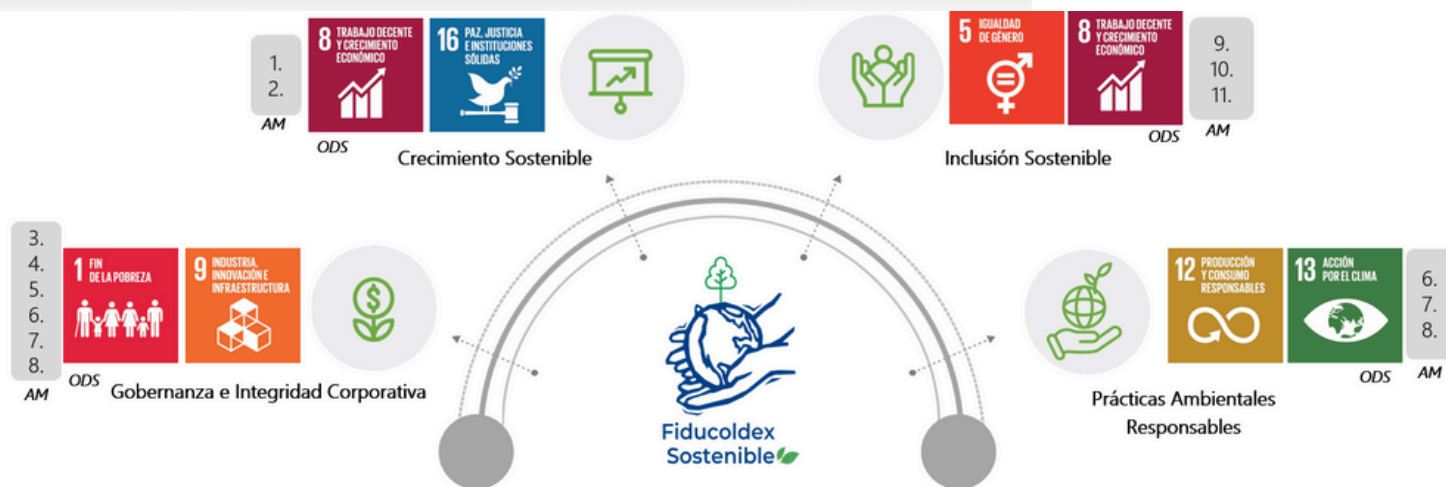 1.
2.
AM
8 TRABAJO DECENTE
Y CRECIMIENTO
ECONÓMICO
16 PAZ, JUSTICIA
E INSTITUCIONES
SÓLIDAS
ODS
Crecimiento Sostenible
5 IGUALDAD
DE GÉNERO
8 TRABAJO DECENTE
Y CRECIMIENTO
ECONÓMICO
9.
10.
11.
ODS
AM
Inclusión Sostenible
3.
4.
5.
6.
7.
8.
AM
1 FIN
DE LA POBREZA
9 INDUSTRIA,
INNOVACIÓN E
INFRAESTRUCTURA
ODS
Gobernanza e Integridad Corporativa
12 PRODUCCIÓN
Y CONSUMO
RESPONSABLES
13 ACCIÓN
POR EL CLIMA
6.
7.
8.
ODS
AM
Prácticas Ambientales
Responsables
Fiducoldex
Sostenible